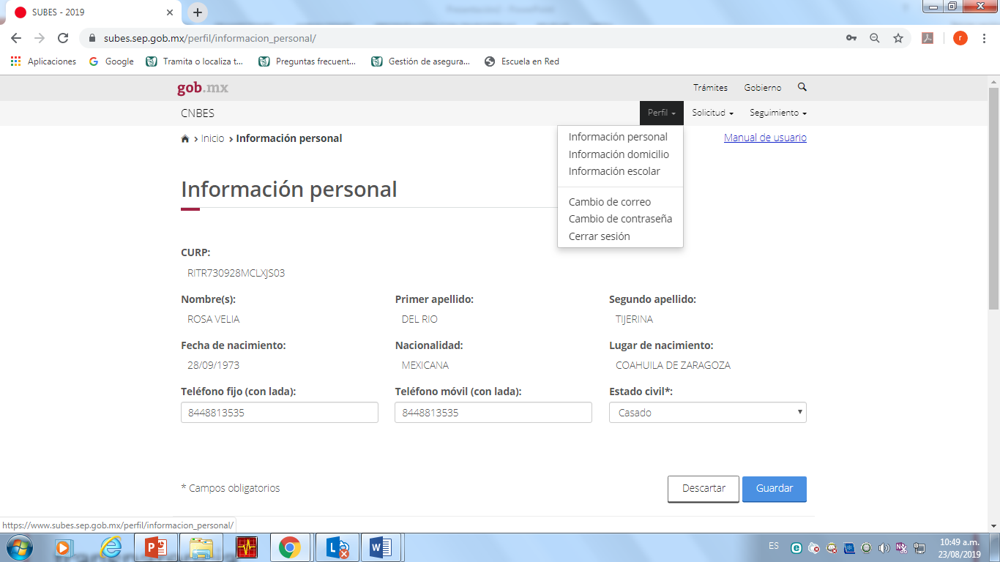 SUBES - 2019
subes.sep.gob.mx/perfil/informacion_personal/
r
Aplicaciones Google Tramita o localiza t... Preguntas frecuent... Gestión de asegura... Escuela en Red
gob.mx Trámites Gobierno
CNBES Perfil Solicitud Seguimiento
Inicio Información personal Manual de usuario
Información personal
Información domicilio
Información escolar
Cambio de correo
Cambio de contraseña
Cerrar sesión
Información personal
CURP:
RITR730928MCLXJS03
Nombre(s): Primer apellido: Segundo apellido:
ROSA VELIA DEL RIO TIJERINA
Fecha de nacimiento: Nacionalidad: Lugar de nacimiento:
28/09/1973 MEXICANA COAHUILA DE ZARAGOZA
Teléfono fijo (con lada): Teléfono móvil (con lada): Estado civil*:
8448813535 8448813535 Casado
* Campos obligatorios Descartar Guardar
https://www.subes.sep.gob.mx/perfil/informacion_personal/
ES 10:49 a.m.
23/08/2019